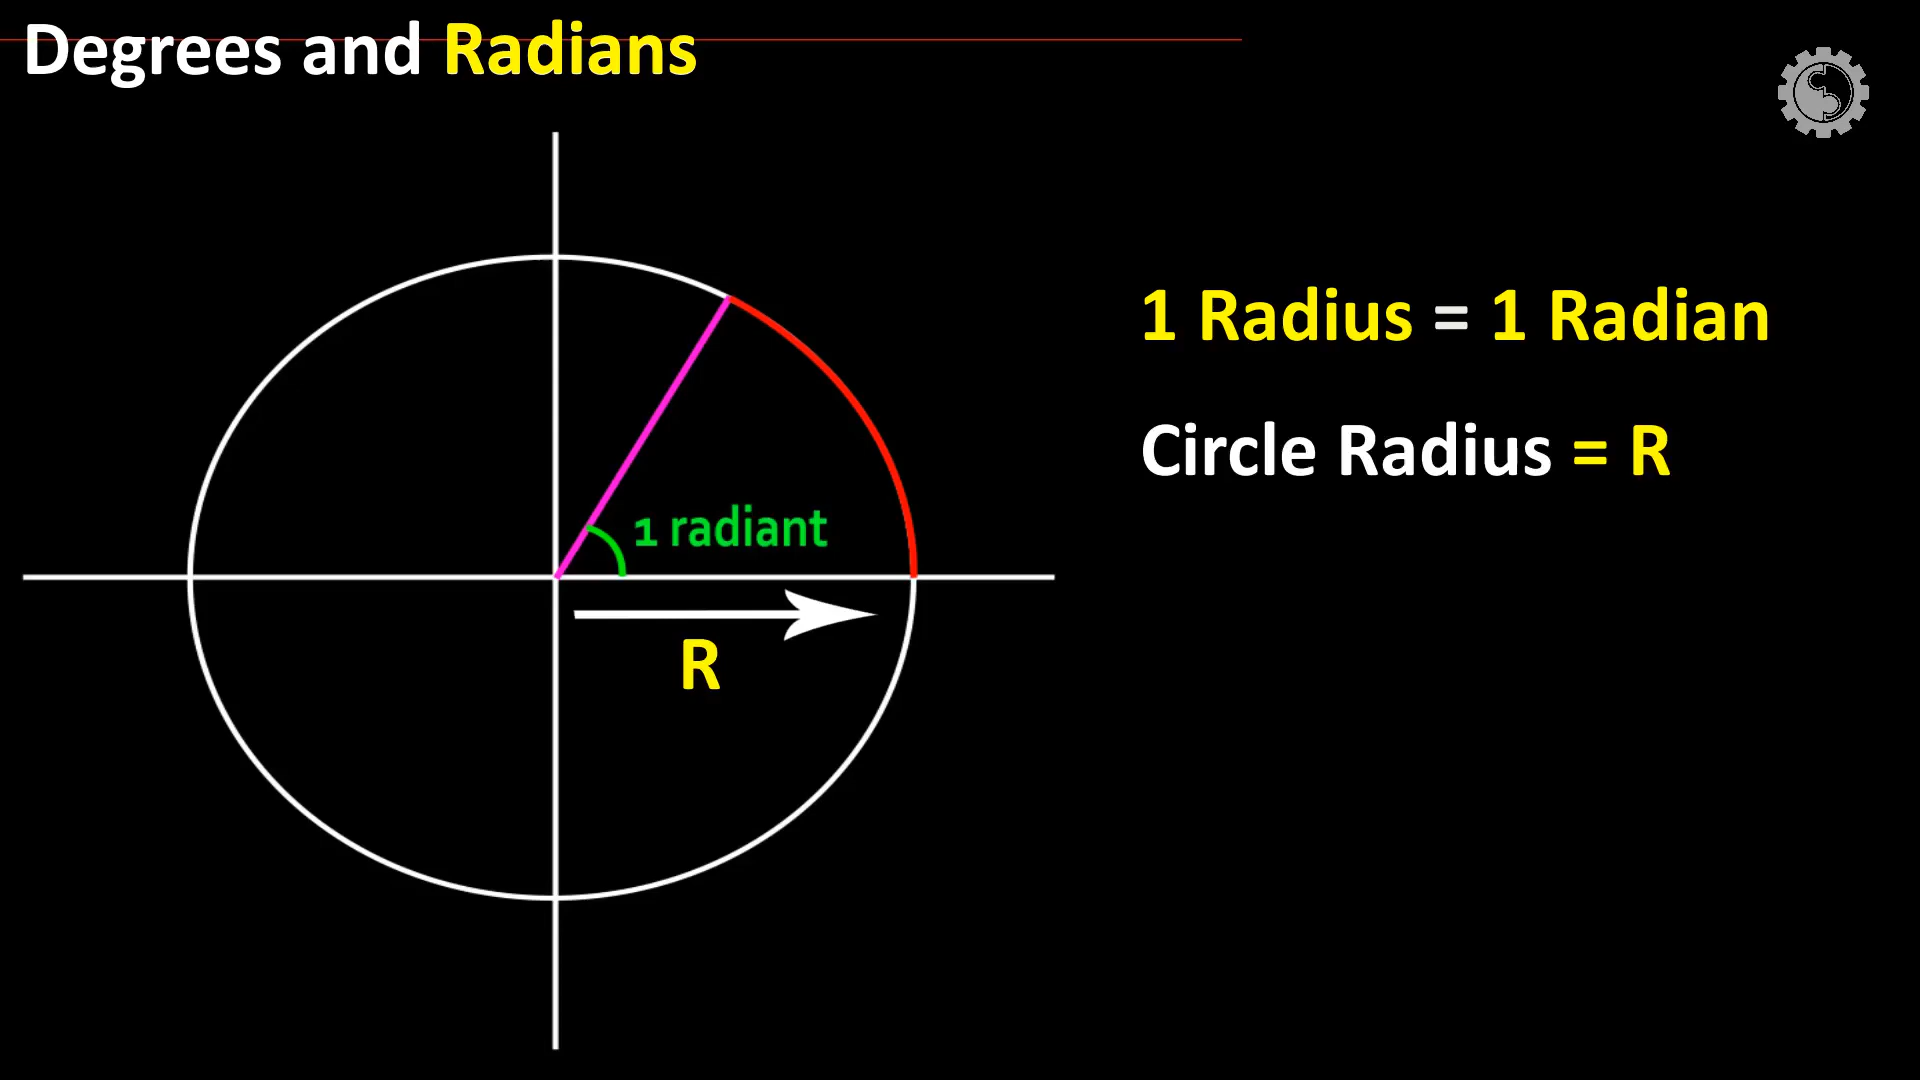 Degrees and Radians
1 Radius = 1 Radian
Circle Radius = R
1 radiant
R